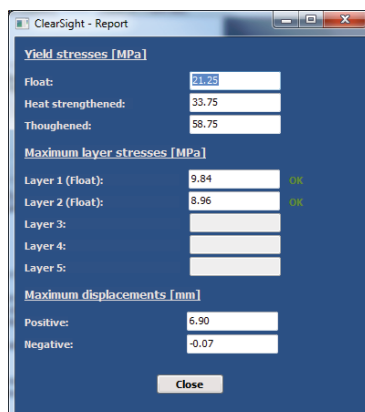 ClearSight - Report
Yield stresses [MPa]
Float: 21.25
Heat strengthened: 33.75
Thoughened: 58.75
Maximum layer stresses [MPa]
Layer 1 (Float): 9.84 OK
Layer 2 (Float): 8.96 OK
Layer 3:
Layer 4:
Layer 5:
Maximum displacements [mm]
Positive: 6.90
Negative: -0.07
Close